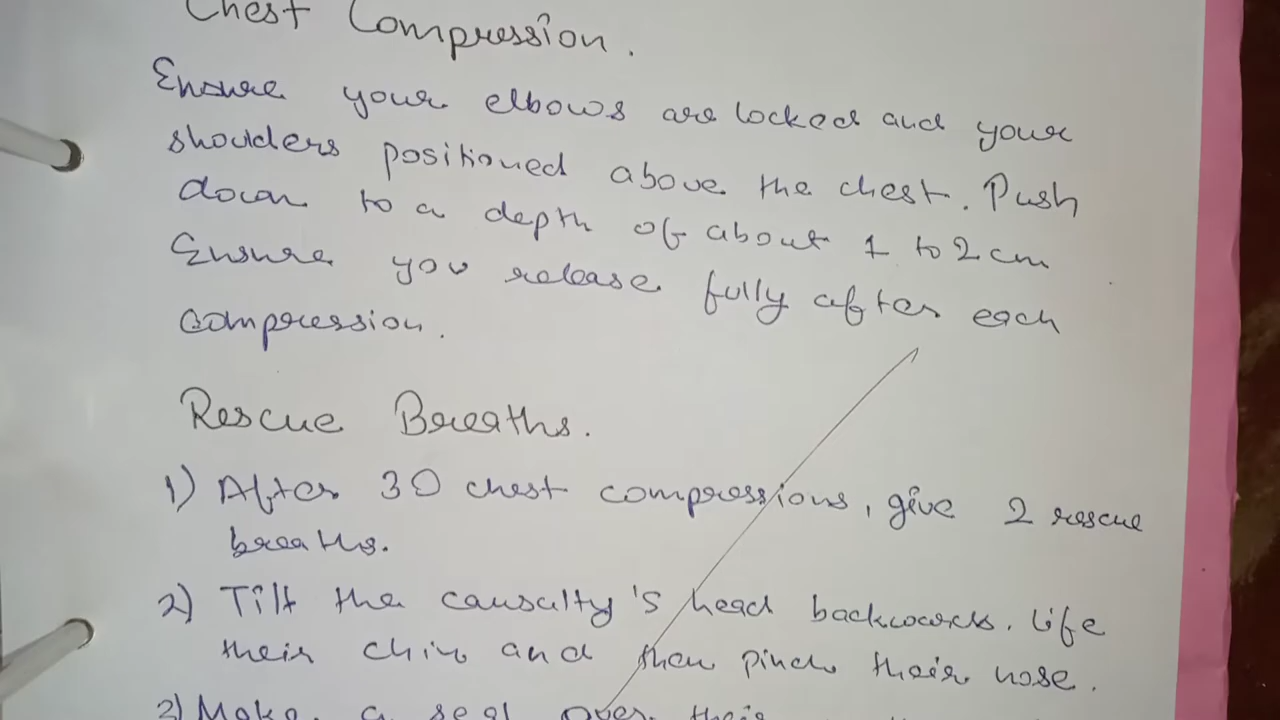 Chest Compression.
Ensure your elbows are locked and your
shoulders positioned above the chest. Push
down to a depth of about 1 to 2 cm
Ensure you release fully after each
compression.
Rescue Breaths.
1) After 30 chest compressions, give 2 rescue
breaths.
2) Tilt the causalty's head backwards. life
their chin and then pinch their nose.
3) Make a seal over their